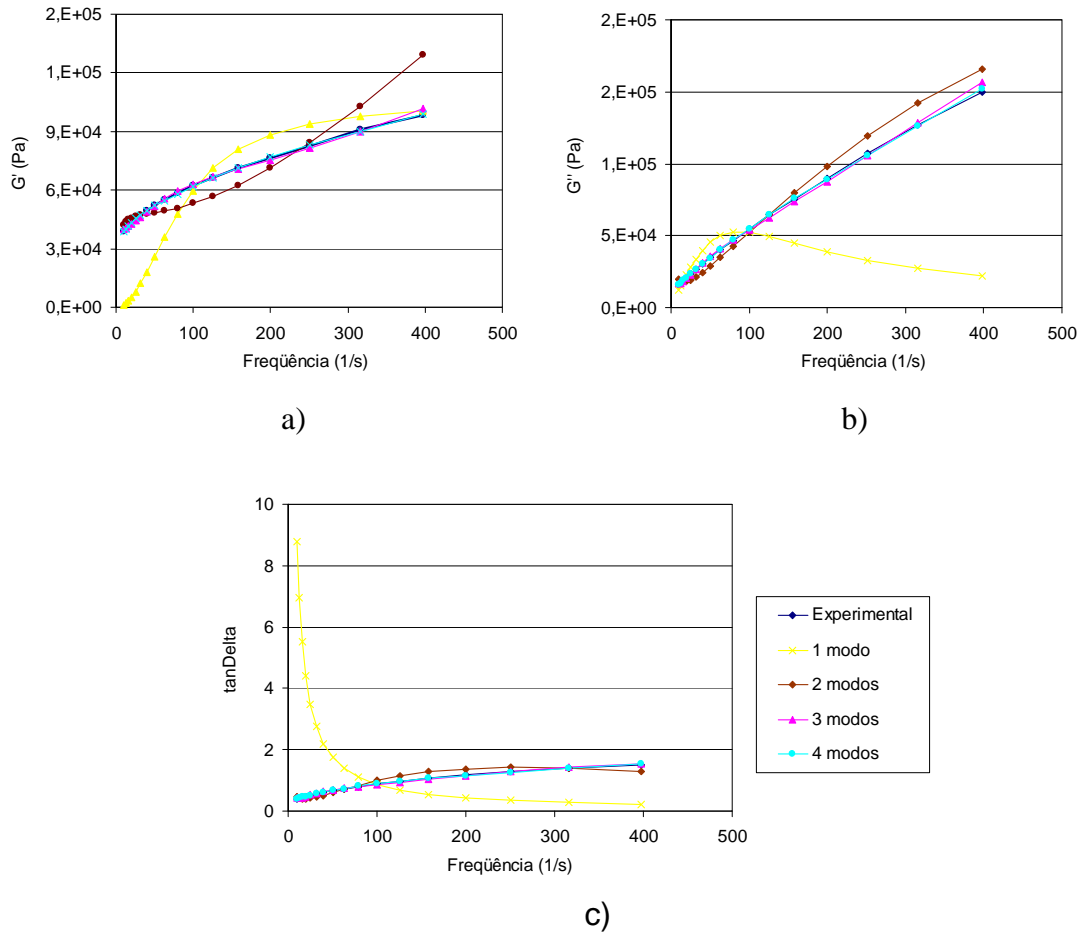 2,E+05
1,E+05
9,E+04
6,E+04
3,E+04
0,E+00
G' (Pa)
0 100 200 300 400 500
Freqüência (1/s)
a)
2,E+05
2,E+05
1,E+05
5,E+04
0,E+00
G'' (Pa)
0 100 200 300 400 500
Freqüência (1/s)
b)
10
8
6
4
2
0
tanDelta
0 100 200 300 400 500
Freqüência (1/s)
Experimental
1 modo
2 modos
3 modos
4 modos
c)